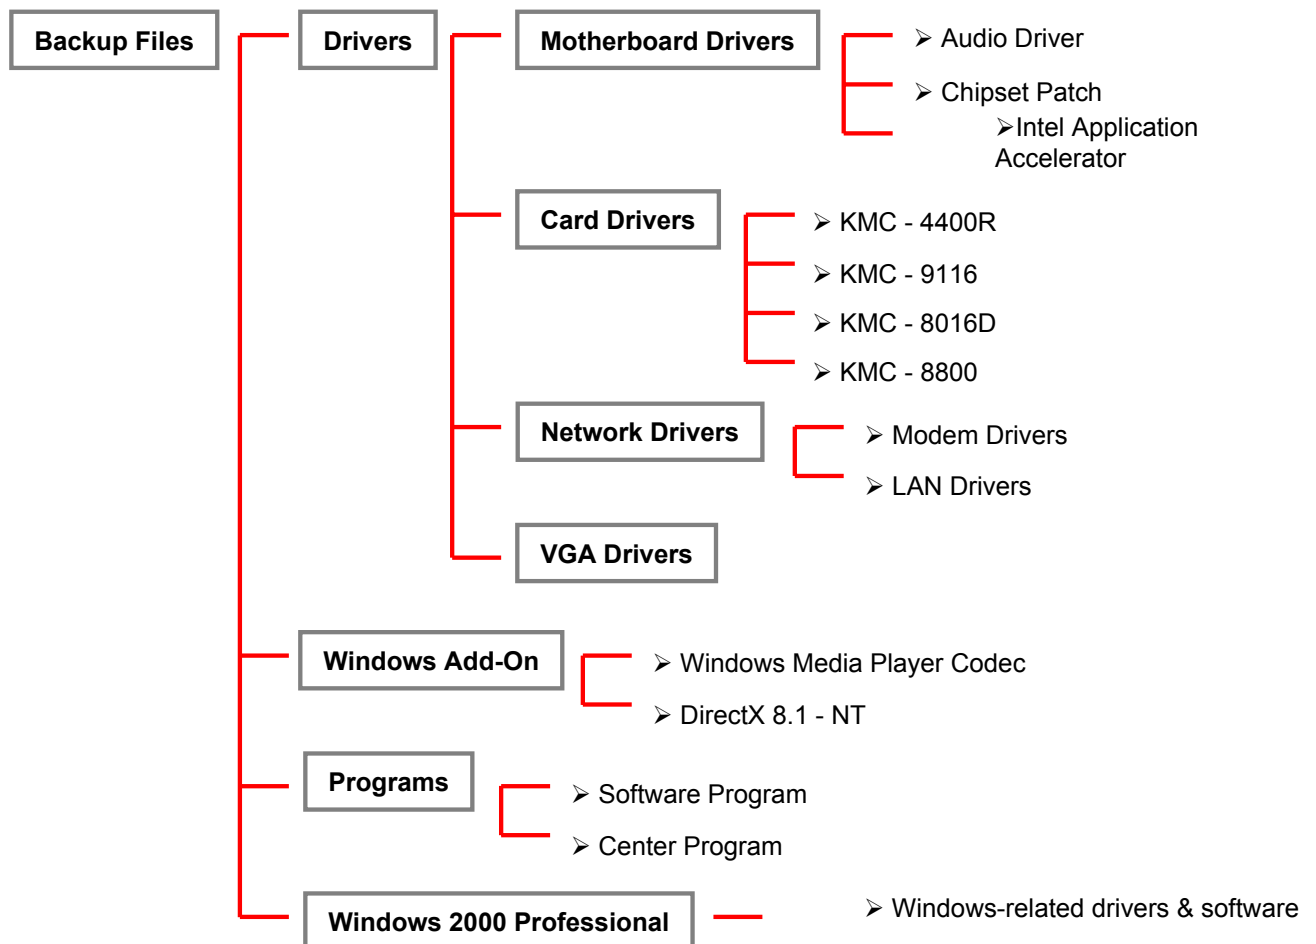 Backup Files
Drivers
Motherboard Drivers
➢ Audio Driver
➢ Chipset Patch
➢Intel Application
Accelerator
Card Drivers
➢ KMC - 4400R
➢ KMC - 9116
➢ KMC - 8016D
➢ KMC - 8800
Network Drivers
➢ Modem Drivers
➢ LAN Drivers
VGA Drivers
Windows Add-On
➢ Windows Media Player Codec
➢ DirectX 8.1 - NT
Programs
➢ Software Program
➢ Center Program
Windows 2000 Professional
➢ Windows-related drivers & software